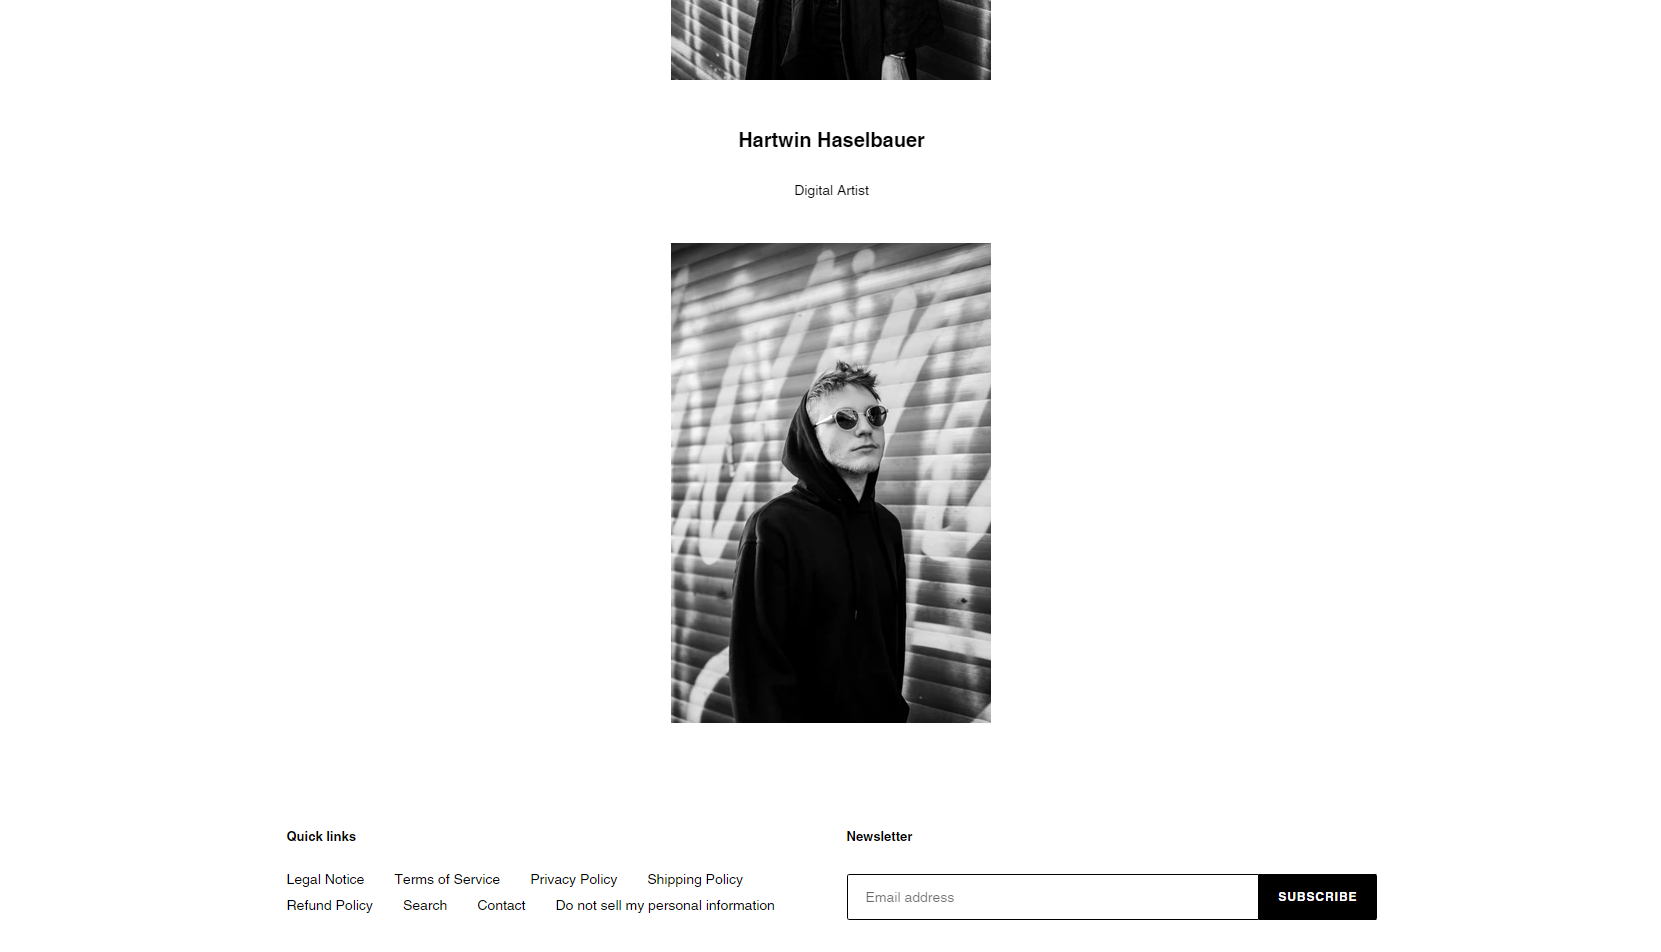 Hartwin Haselbauer
Digital Artist
Quick links
Newsletter
Legal Notice Terms of Service Privacy Policy Shipping Policy
Refund Policy Search Contact Do not sell my personal information
Email address SUBSCRIBE